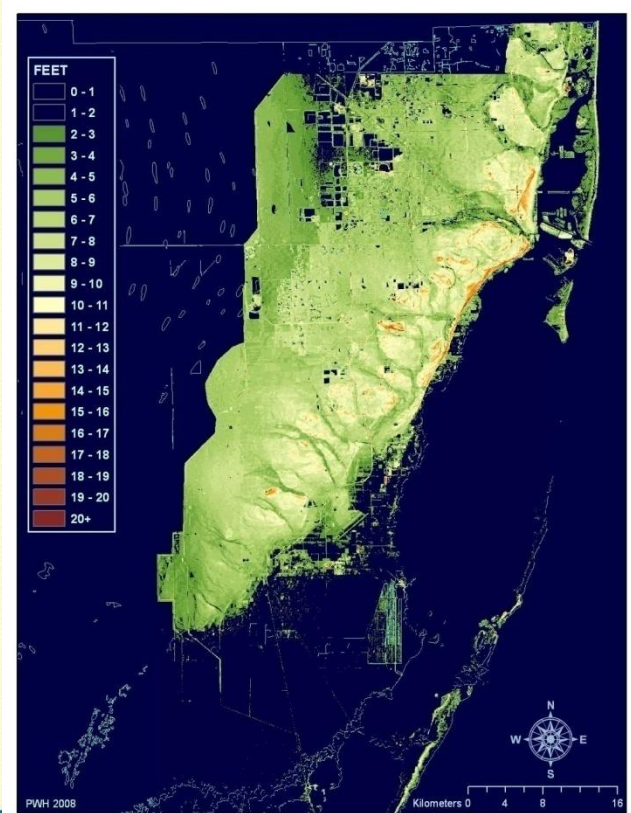 FEET
0 - 1
1 - 2
2 - 3
3 - 4
4 - 5
5 - 6
6 - 7
7 - 8
8 - 9
9 - 10
10 - 11
11 - 12
12 - 13
13 - 14
14 - 15
15 - 16
16 - 17
17 - 18
18 - 19
19 - 20
20+
N
W E
S
PWH 2008
Kilometers 0 4 8 16